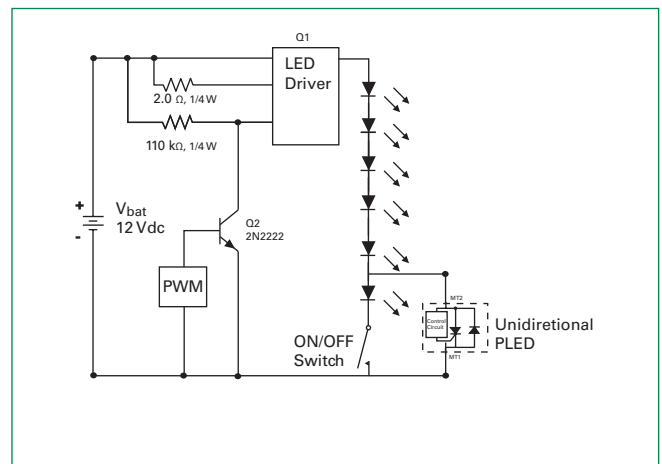 Q1
LED
Driver
2.0 Ω, 1/4 W
110 kΩ, 1/4 W
+
Vbat
12 Vdc
-
Q2
2N2222
PWM
MT2
Control
Circuit
MT1
Unidiretional
PLED
ON/OFF
Switch